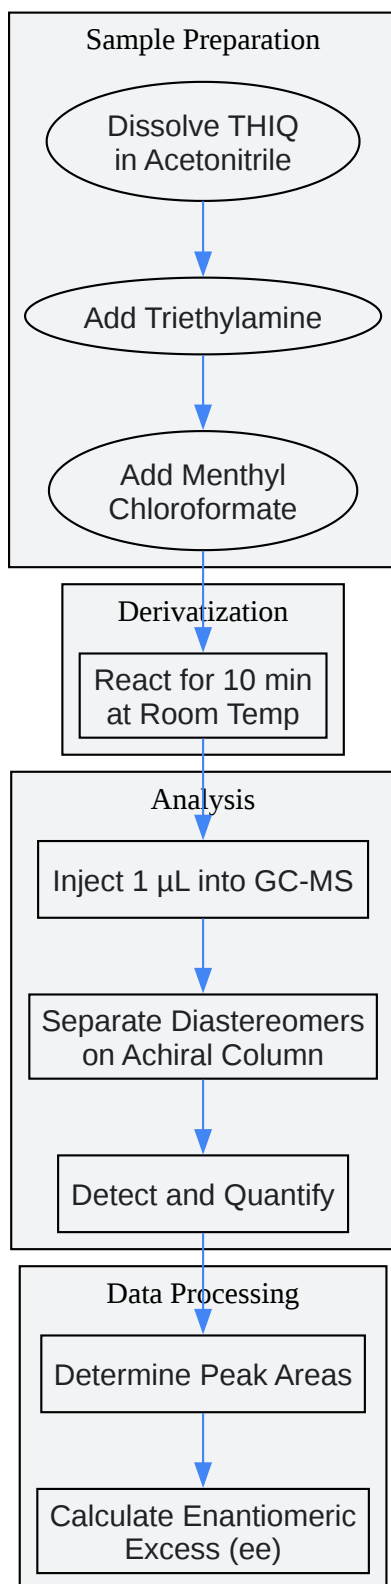 Sample Preparation
Dissolve THIQ
in Acetonitrile
Add Triethylamine
Add Menthyl
Chloroformate
Derivatization
React for 10 min
at Room Temp
Analysis
Inject 1 µL into GC-MS
Separate Diastereomers
on Achiral Column
Detect and Quantify
Data Processing
Determine Peak Areas
Calculate Enantiomeric
Excess (ee)